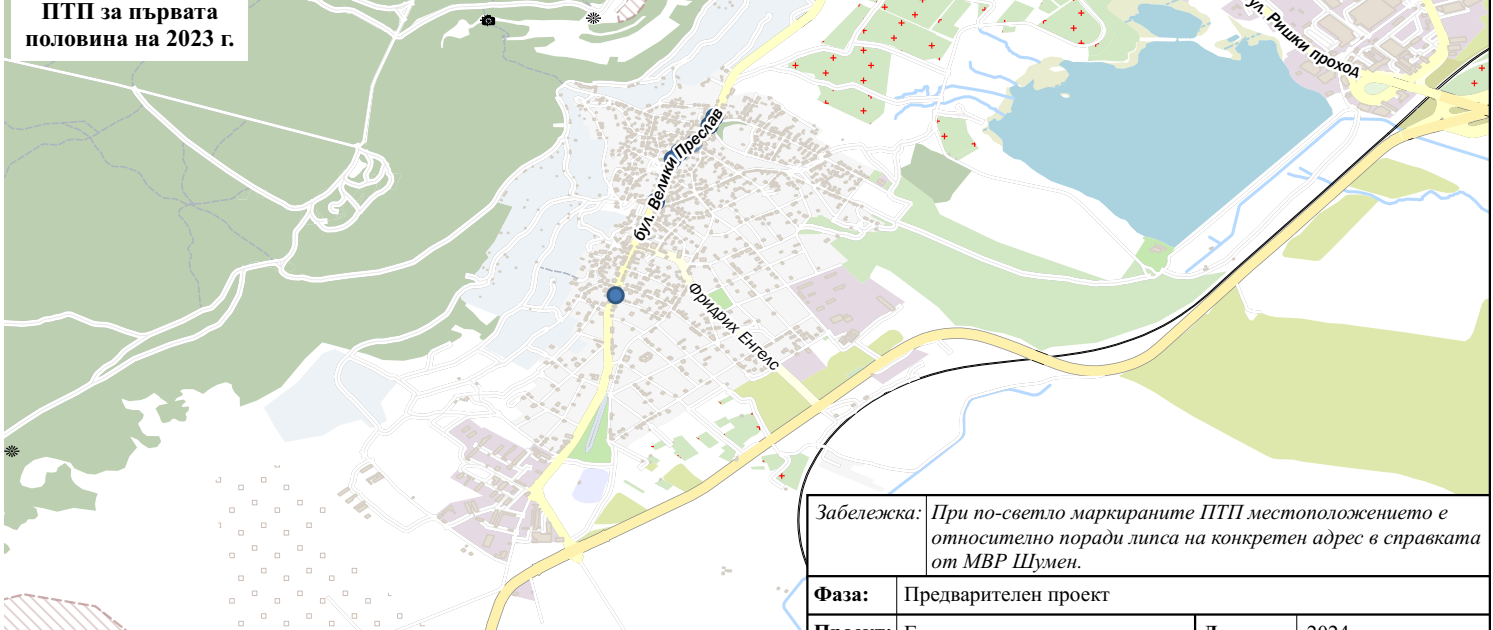 ПТП за първата
половина на 2023 г.
ул. Ришки проход
бул. Велики Преслав
Фридрих Енгелс
Забележка: При по-светло маркираните ПТП местоположението е
относително поради липса на конкретен адрес в справката
от МВР Шумен.
Фаза: Предварителен проект